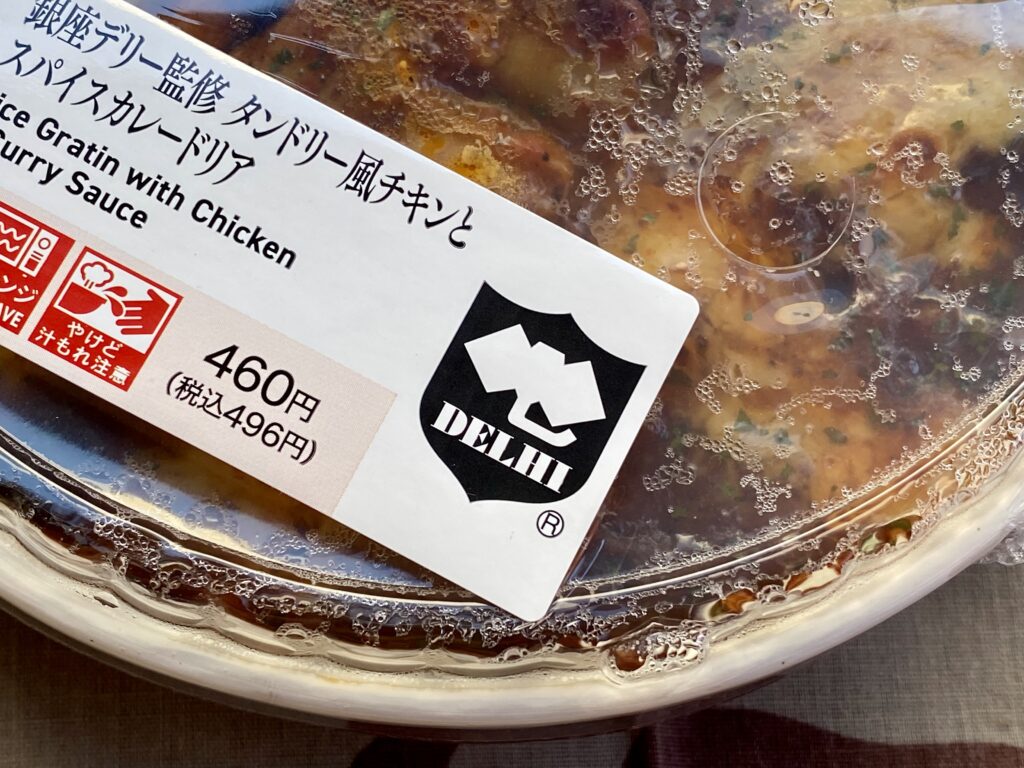 銀座デリー監修 タンドリー風チキンと
スパイスカレードリア
ice Gratin with Chicken
Curry Sauce
ンジ
AVE
やけど
汁もれ注意
460円
(税込496円)
DELHI
®